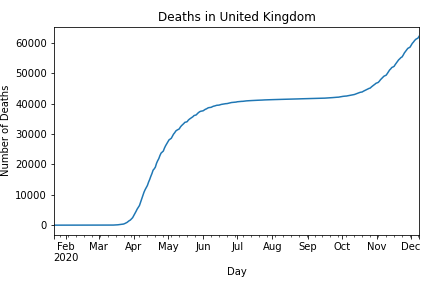 Deaths in United Kingdom
Number of Deaths
60000
50000
40000
30000
20000
10000
0
Feb Mar Apr May Jun Jul Aug Sep Oct Nov Dec
2020
Day